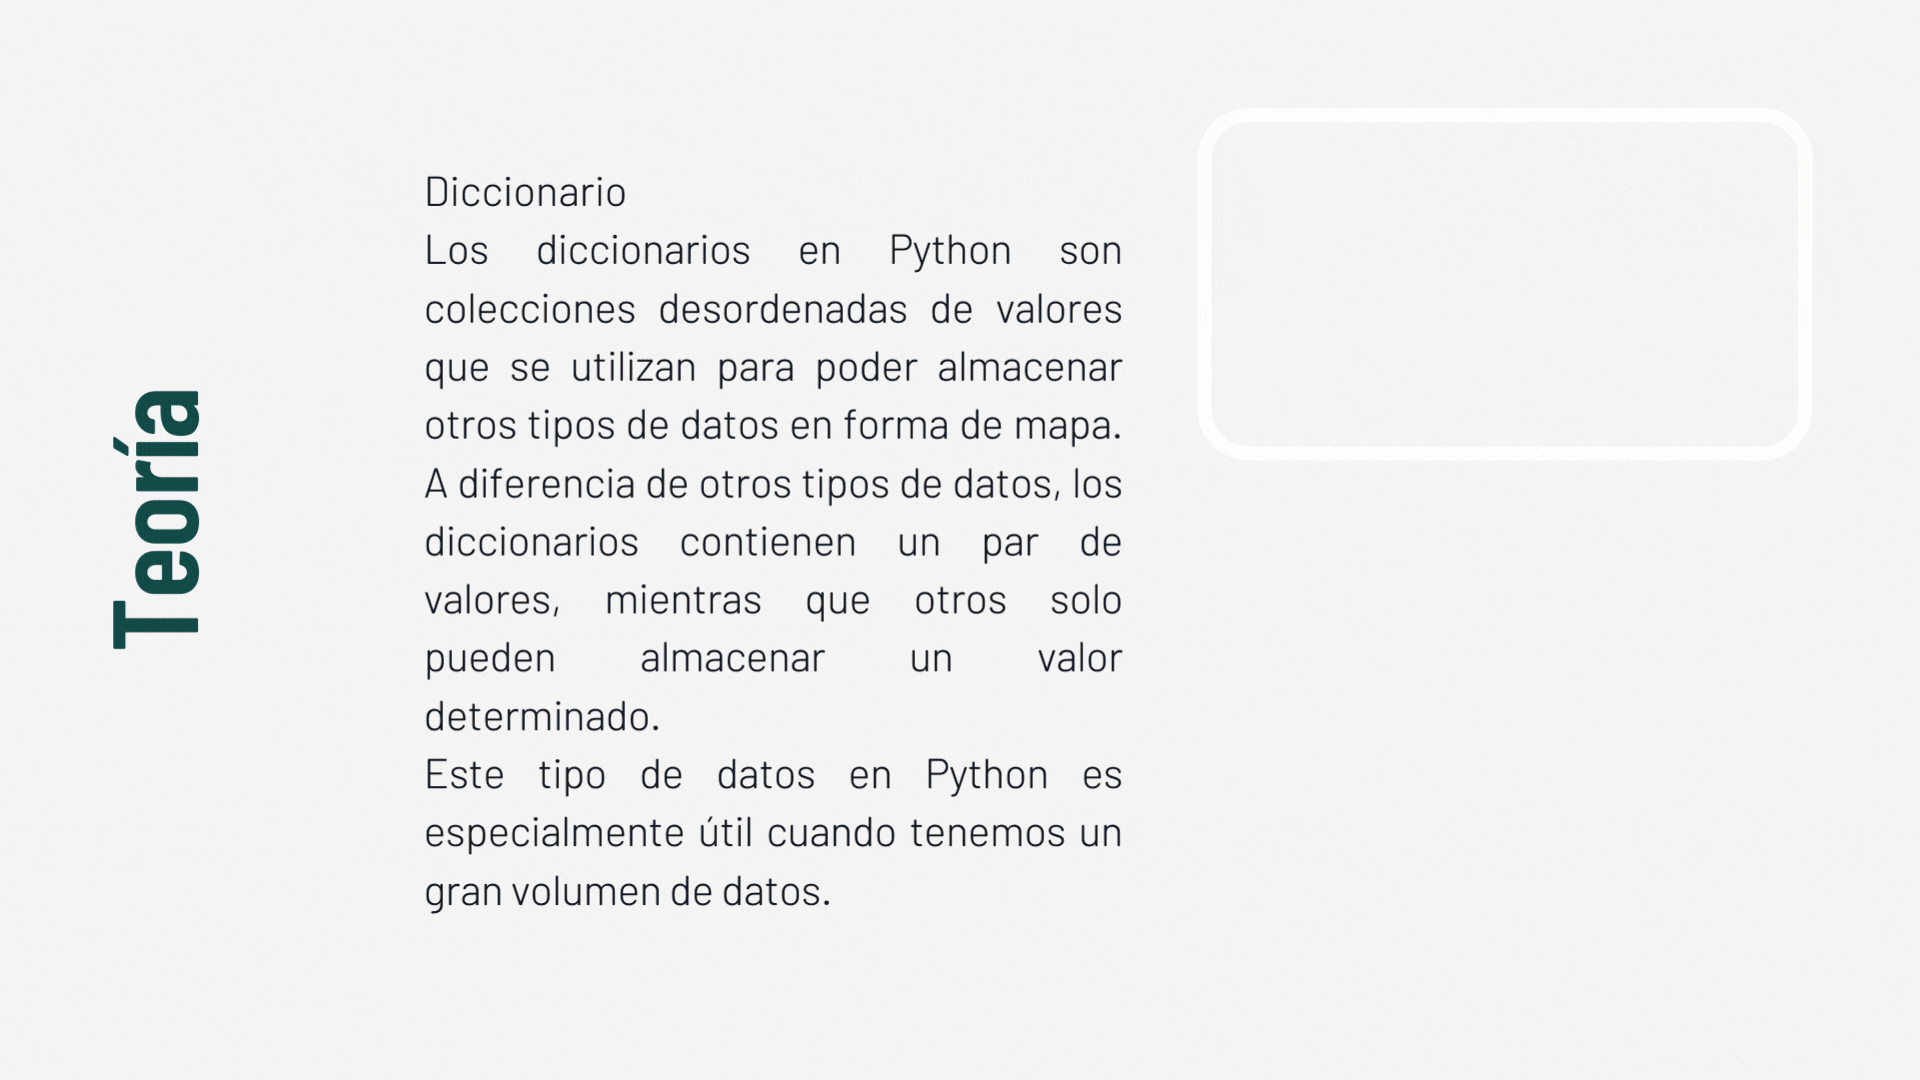 Teoría
Diccionario
Los diccionarios en Python son
colecciones desordenadas de valores
que se utilizan para poder almacenar
otros tipos de datos en forma de mapa.
A diferencia de otros tipos de datos, los
diccionarios contienen un par de
valores, mientras que otros solo
pueden almacenar un valor
determinado.
Este tipo de datos en Python es
especialmente útil cuando tenemos un
gran volumen de datos.